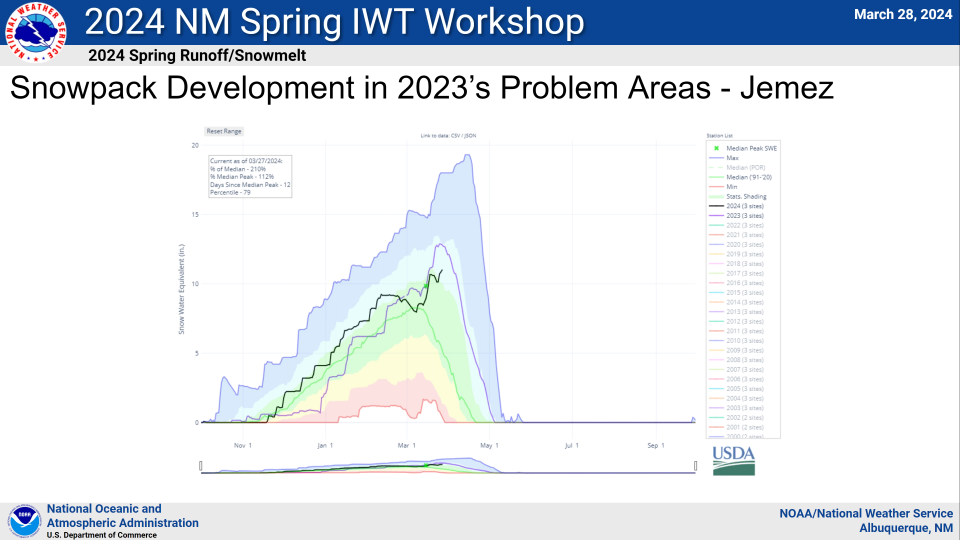 2024 NM Spring IWT Workshop
March 28, 2024
2024 Spring Runoff/Snowmelt
NATIONAL WEATHER SERVICE
Snowpack Development in 2023's Problem Areas - Jemez
Reset Range
Link to data: CSV / JSON
Station List
Current as of 03/27/2024:
% of Median - 210%
% Median Peak - 112%
Days Since Median Peak - 12
Percentile - 79
Snow Water Equivalent (in.)
20
15
10
5
0
Nov 1
Jan 1
Mar 1
May 1
Jul 1
Sep 1
Median Peak SWE
Max
Median (POR)
Median ('91-'20)
Min
Stats. Shading
2024 (3 sites)
2023 (3 sites)
2022 (3 sites)
2021 (3 sites)
2020 (3 sites)
2019 (3 sites)
2018 (3 sites)
2017 (3 sites)
2016 (3 sites)
2015 (3 sites)
2014 (3 sites)
2013 (3 sites)
2012 (3 sites)
2011 (3 sites)
2010 (3 sites)
2009 (3 sites)
2008 (3 sites)
2007 (3 sites)
2006 (3 sites)
2005 (3 sites)
2004 (3 sites)
2003 (3 sites)
2002 (2 sites)
2001 (2 sites)
2000 (2 sites)
USDA
NOAA
National Oceanic and
Atmospheric Administration
U.S. Department of Commerce
NOAA/National Weather Service
Albuquerque, NM